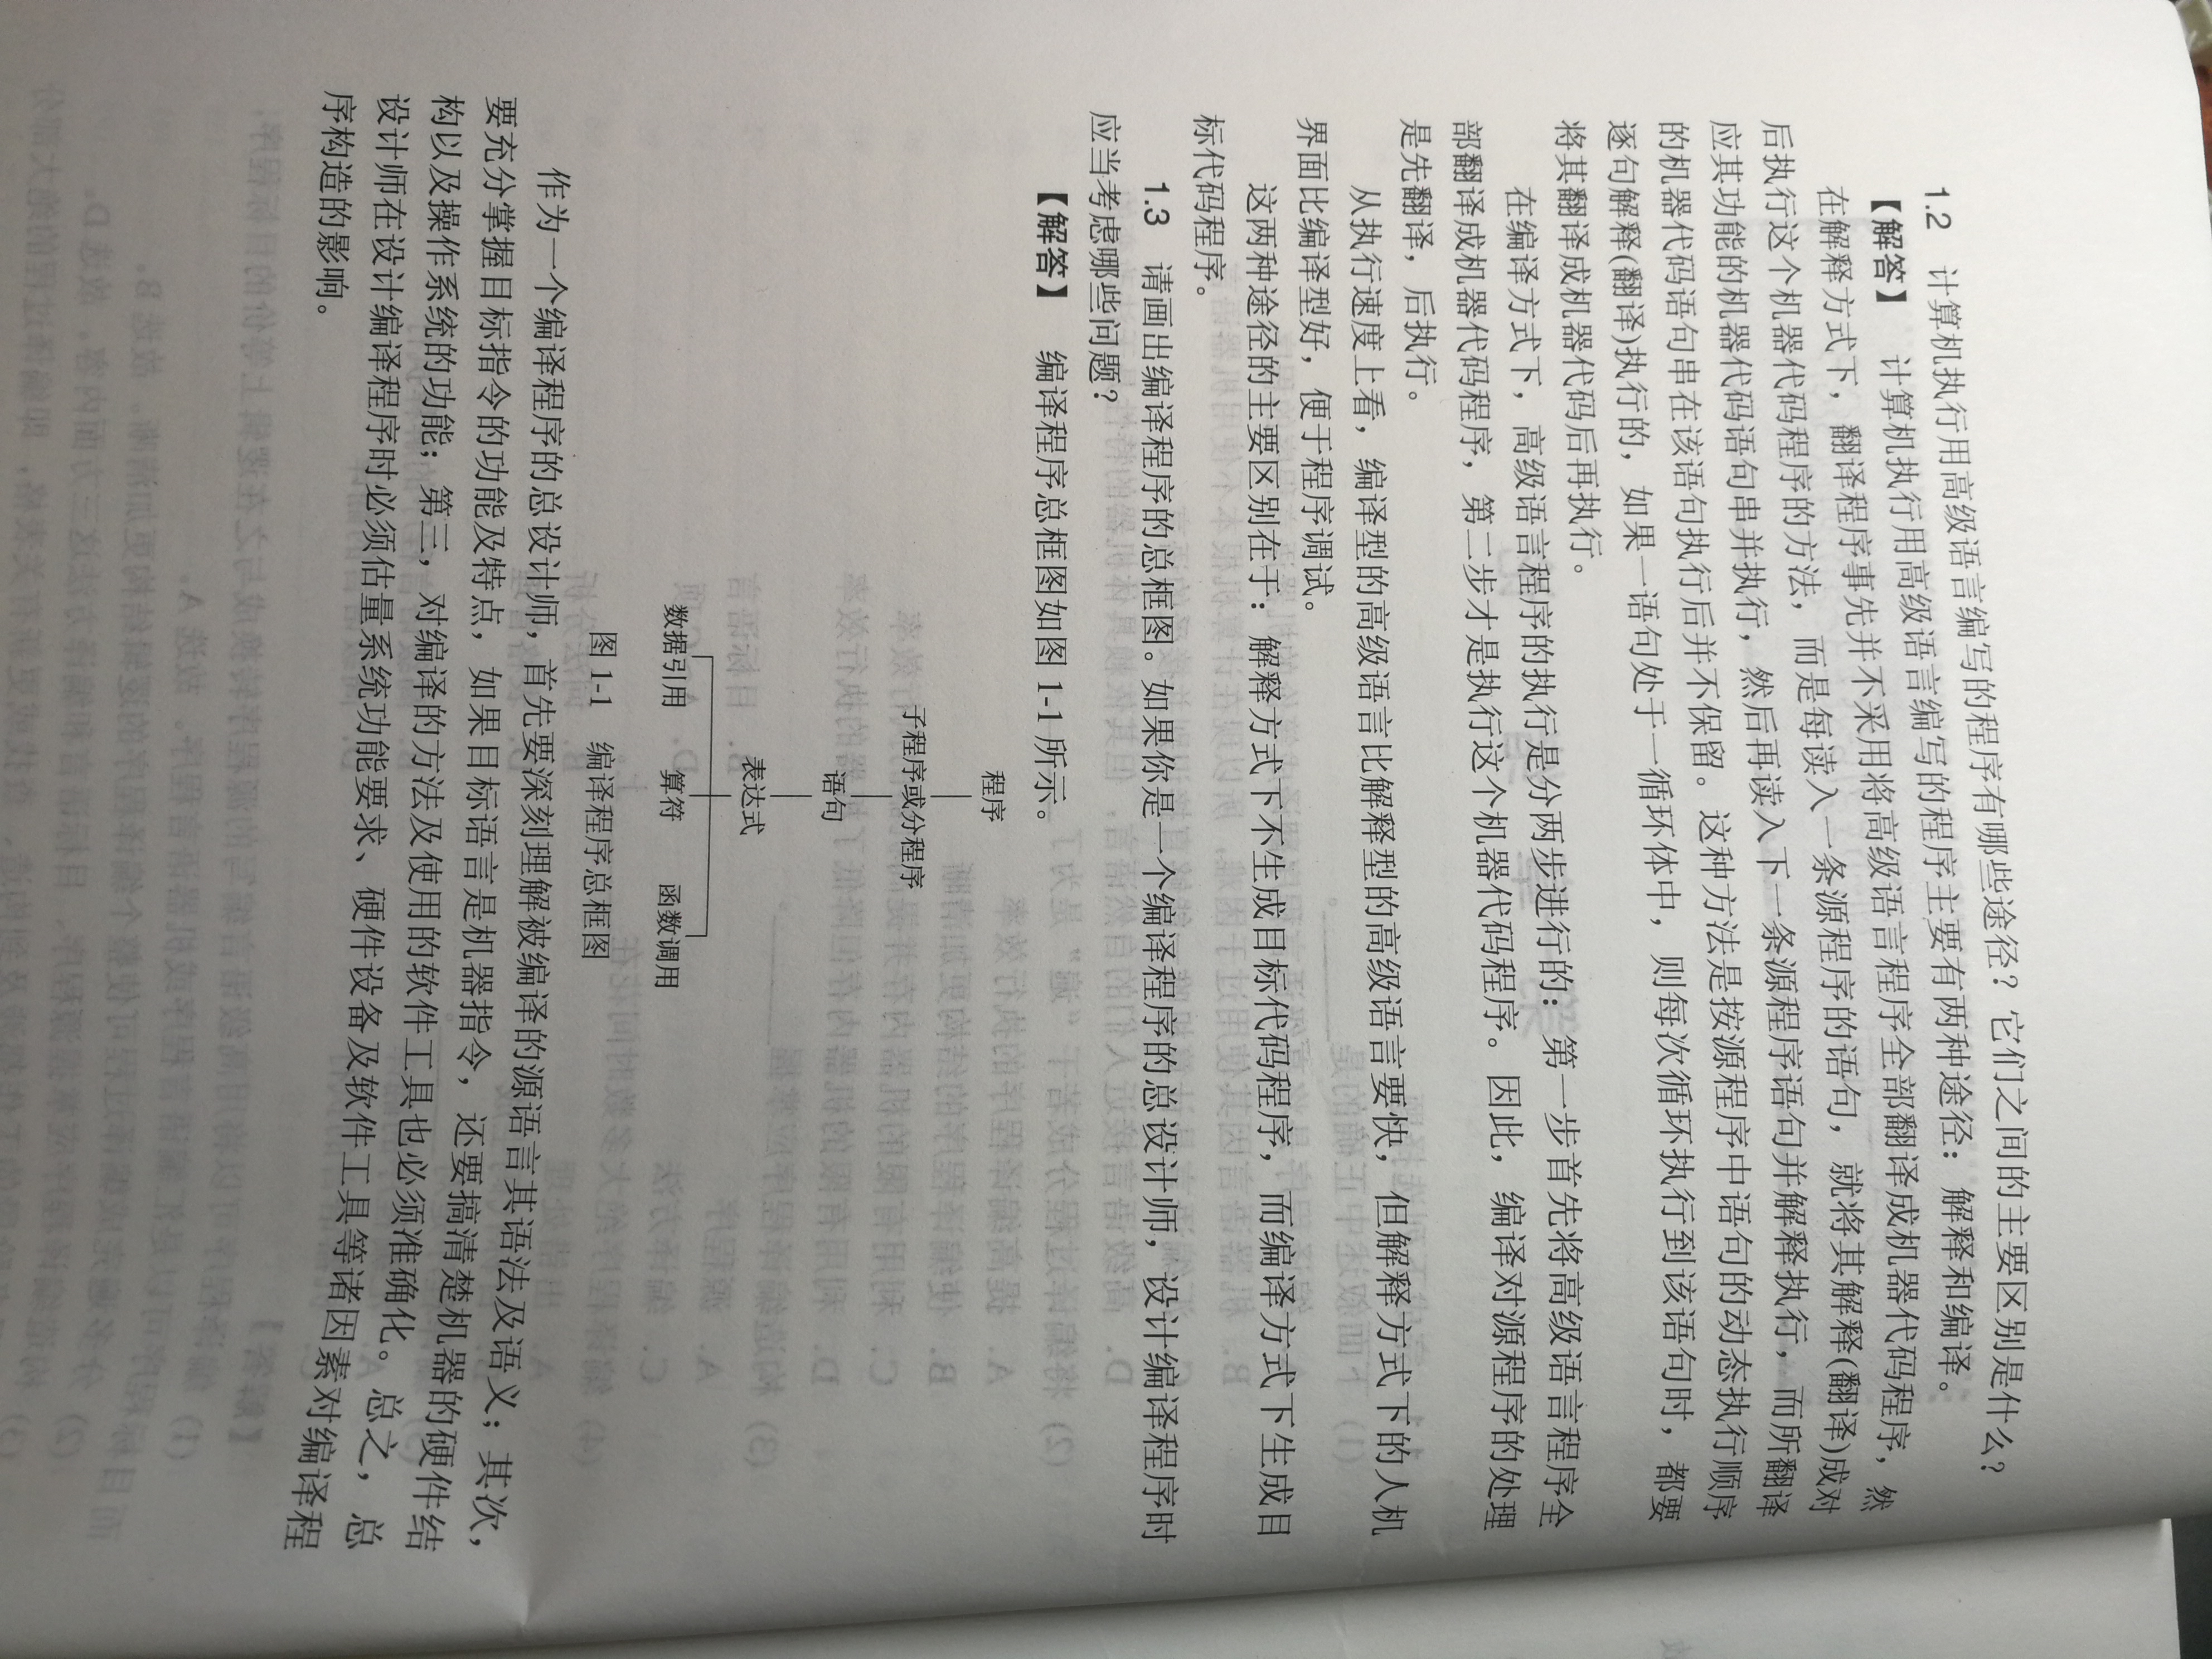 1.2 计算机执行用高级语言编写的程序有哪些途径？它们之间的主要区别是什么？
【解答】 计算机执行用高级语言编写的程序主要有两种途径：解释和编译。
在解释方式下，翻译程序事先并不采用将高级语言程序全部翻译成机器代码程序，然
后执行这个机器代码程序的方法，而是每读入一条源程序的语句，就将其解释(翻译)成对
应其功能的机器代码语句串并执行，然后再读入下一条源程序语句并解释执行，而所翻译
的机器代码语句串在该语句执行后并不保留。这种方法是按源程序中语句的动态执行顺序
逐句解释(翻译)执行的，如果一语句处于一循环体中，则每次循环执行到该语句时，都要
将其翻译成机器代码后再执行。
在编译方式下，高级语言程序的执行是分两步进行的：第一步首先将高级语言程序全
部翻译成机器代码程序，第二步才是执行这个机器代码程序。因此，编译对源程序的处理
是先翻译，后执行。
从执行速度上看，编译型的高级语言比解释型的高级语言要快，但解释方式下的人机
界面比编译型好，便于程序调试。
这两种途径的主要区别在于：解释方式下不生成目标代码程序，而编译方式下生成目
标代码程序。
1.3 请画出编译程序的总框图。如果你是一个编译程序的总设计师，设计编译程序时
应当考虑哪些问题？
【解答】 编译程序总框图如图 1-1 所示。
程序
子程序或分程序
语句
表达式
数据引用 算符 函数调用
图 1-1 编译程序总框图
作为一个编译程序的总设计师，首先要深刻理解被编译的源语言其语法及语义；其次，
要充分掌握目标指令的功能及特点，如果目标语言是机器指令，还要搞清楚机器的硬件结
构以及操作系统的功能；第三，对编译的方法及使用的软件工具也必须准确化。总之，总
设计师在设计编译程序时必须估量系统功能要求、硬件设备及软件工具等诸因素对编译程
序构造的影响。